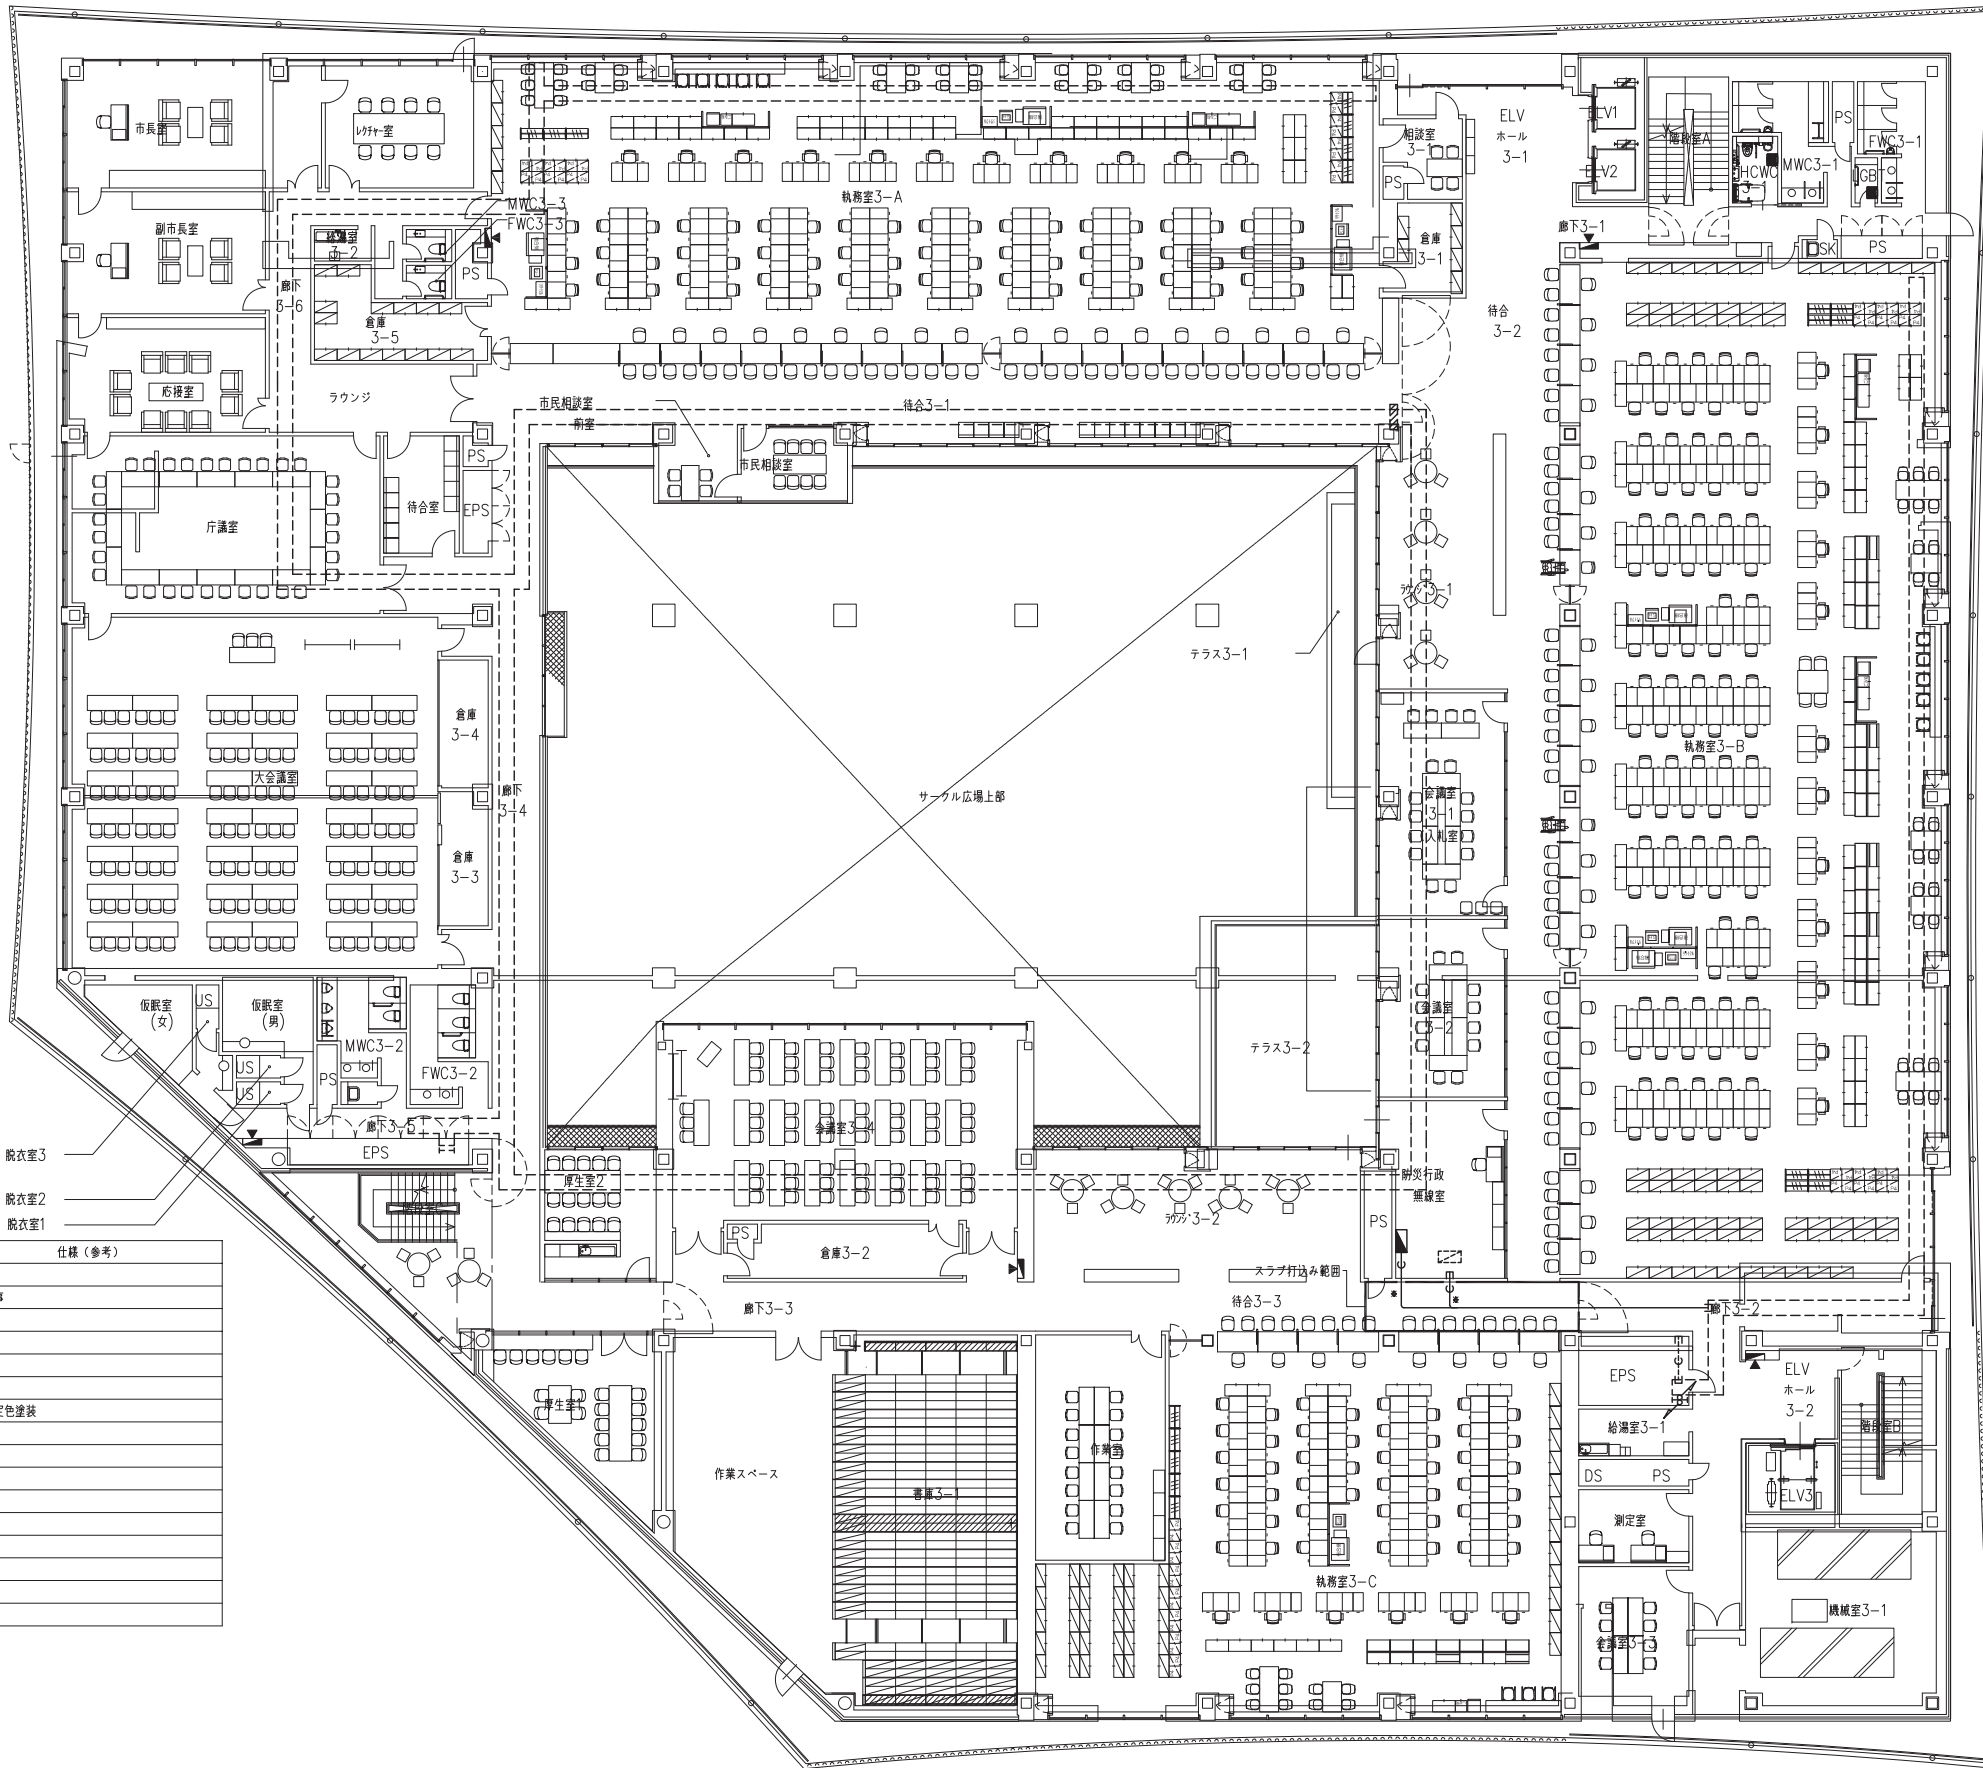 市長室
レクチャー室
副市長室
MWC3-3
FWC3-3
給湯室
3-2
PS
廊下
3-6
倉庫
3-5
応接室
ラウンジ
執務室3-A
相談室
3-1
PS
倉庫
3-1
ELV
ホール
3-1
ELV1
ELV2
階段室A
HCWC
3-1
MWC3-1
PS
FWC3-1
GB
廊下3-1
DSK
PS
待合
3-2
市民相談室
前室
待合3-1
市民相談室
庁議室
待合室
PS
EPS
ラウンジ3-1
テラス3-1
執務室3-B
大会議室
倉庫
3-4
倉庫
3-3
廊下
3-4
サークル広場上部
会議室
3-1
入札室
会議室
3-2
テラス3-2
仮眠室
(女)
US
仮眠室
(男)
US
US
PS
MWC3-2
FWC3-2
廊下3-5
EPS
脱衣室3
脱衣室2
脱衣室1
階段室C
厚生室2
会議室3-4
PS
倉庫3-2
ラウンジ3-2
PS
防災行政
無線室
スラブ打込み範囲
仕様(参考)
定色塗装
廊下3-3
待合3-3
廊下3-2
厚生室1
作業スペース
書庫3-1
作業室
執務室3-C
EPS
給湯室3-1
DS
PS
測定室
会議室3-3
ELV
ホール
3-2
ELV3
階段室B
機械室3-1